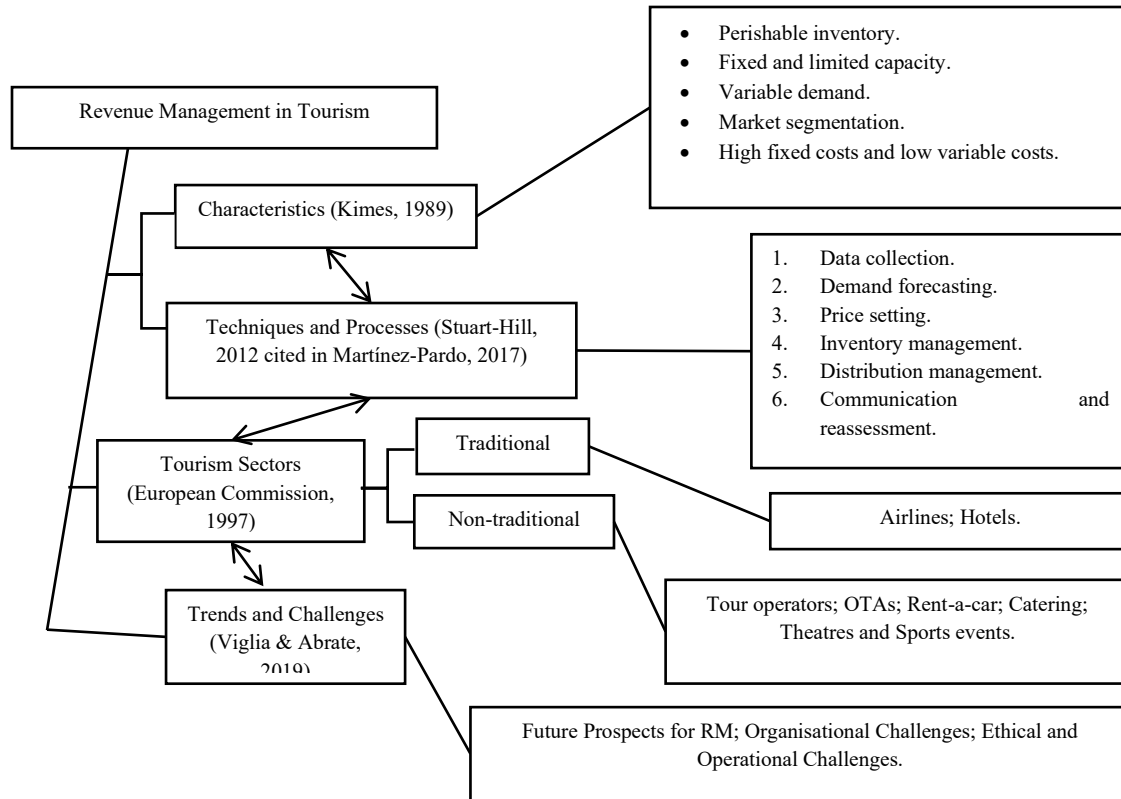 Revenue Management in Tourism
• Perishable inventory.
• Fixed and limited capacity.
• Variable demand.
• Market segmentation.
• High fixed costs and low variable costs.
Characteristics (Kimes, 1989)
Techniques and Processes (Stuart-Hill,
2012 cited in Martínez-Pardo, 2017)
1. Data collection.
2. Demand forecasting.
3. Price setting.
4. Inventory management.
5. Distribution management.
6. Communication and
reassessment.
Tourism Sectors
(European Commission,
1997)
Traditional
Non-traditional
Airlines; Hotels.
Tour operators; OTAs; Rent-a-car; Catering;
Theatres and Sports events.
Trends and Challenges
(Viglia & Abrate,
2019)
Future Prospects for RM; Organisational Challenges; Ethical and
Operational Challenges.